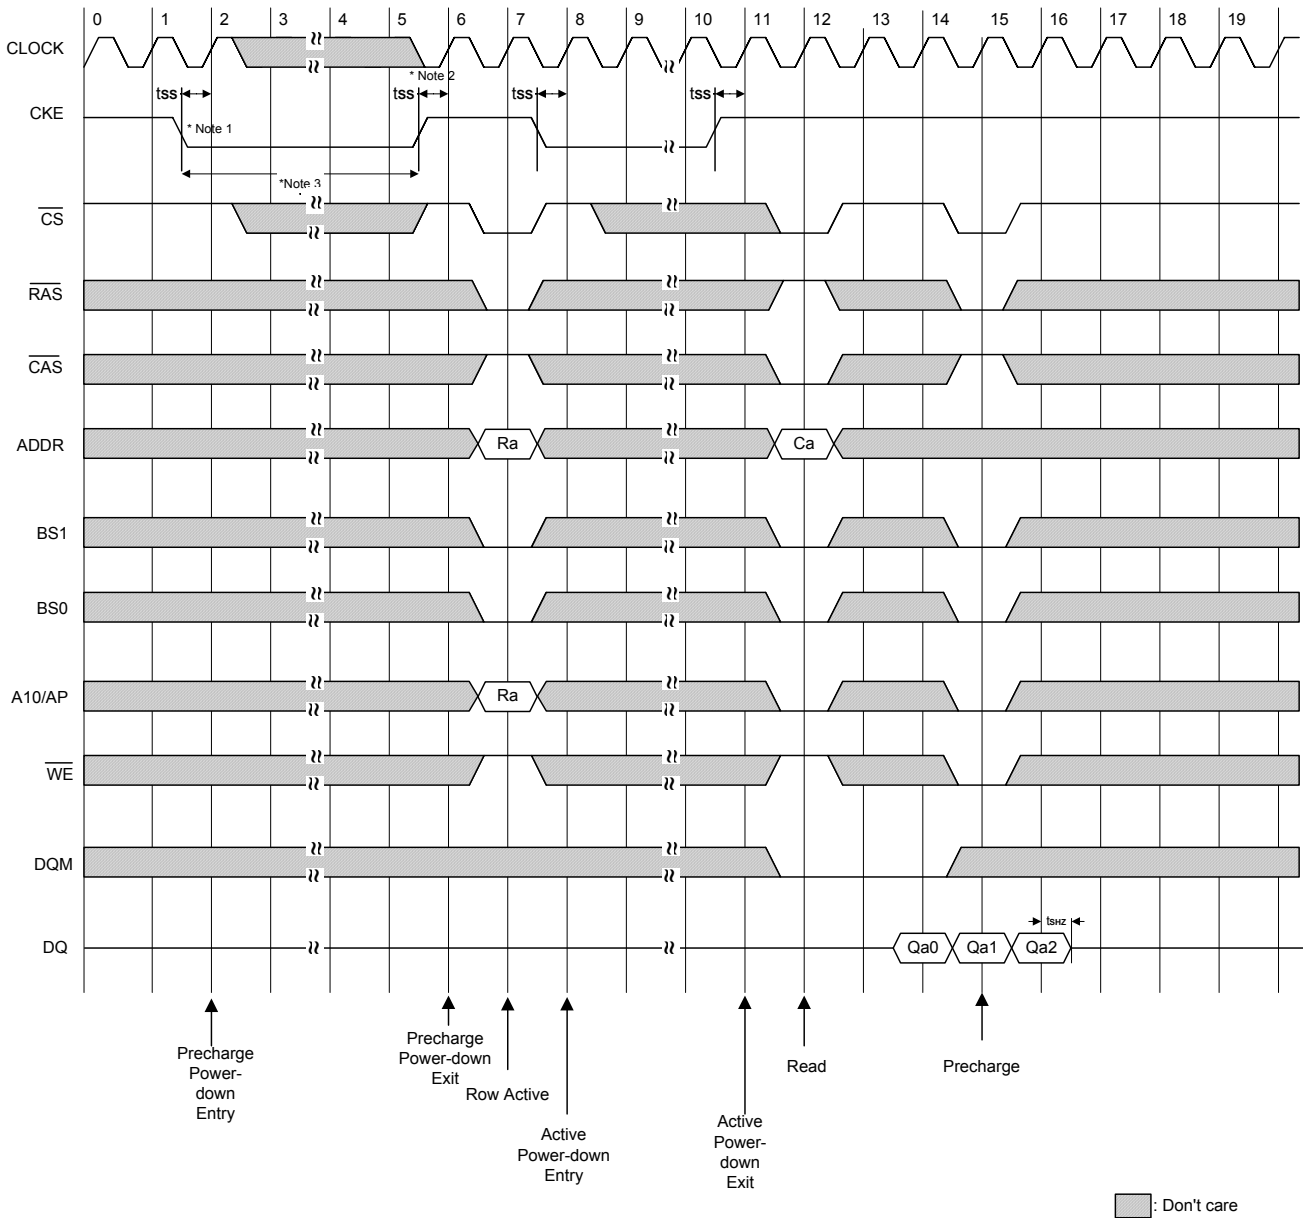 0 1 2 3 4 5 6 7 8 9 10 11 12 13 14 15 16 17 18 19
CLOCK
* Note 2
tss tss tss tss
CKE
* Note 1
*Note 3
CS
RAS
CAS
ADDR Ra Ca
BS1
BS0
A10/AP Ra
WE
DQM
tSHZ
DQ Qa0 Qa1 Qa2
Precharge
Power-
down
Entry
Precharge
Power-down
Exit
Row Active
Active
Power-down
Entry
Active
Power-
down
Exit
Read
Precharge
: Don't care